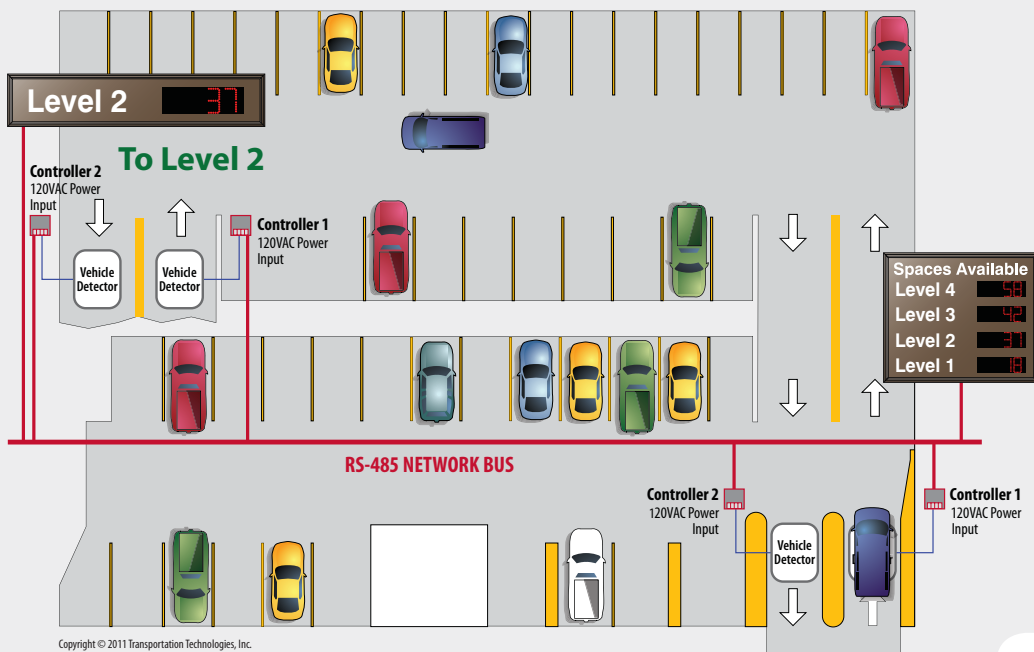 Level 2 37
To Level 2
Controller 2
120VAC Power
Input
Controller 1
120VAC Power
Input
Vehicle
Detector
Vehicle
Detector
Spaces Available
Level 4 58
Level 3 42
Level 2 37
Level 1 18
RS-485 NETWORK BUS
Controller 2
120VAC Power
Input
Controller 1
120VAC Power
Input
Vehicle
Detector
Copyright © 2011 Transportation Technologies, Inc.